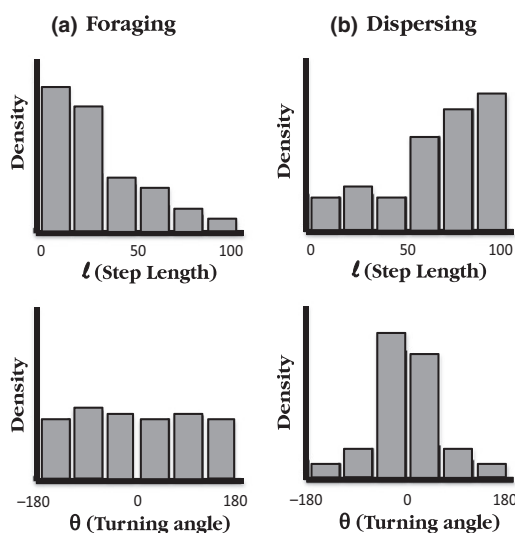 (a) Foraging
Density
0 50 100
ℓ (Step Length)
Density
−180 0 180
θ (Turning angle)
(b) Dispersing
Density
0 50 100
ℓ (Step Length)
Density
−180 0 180
θ (Turning angle)